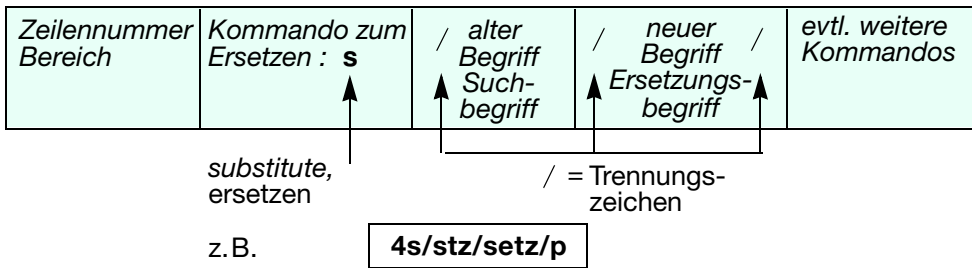 Zeilennummer Kommando zum / alter / neuer / evtl. weitere
Bereich Ersetzen : s Begriff Begriff Kommandos
Such- Ersetzungs-
begriff begriff
substitute, / = Trennungs-
ersetzen zeichen
z.B. 4s/stz/setz/p